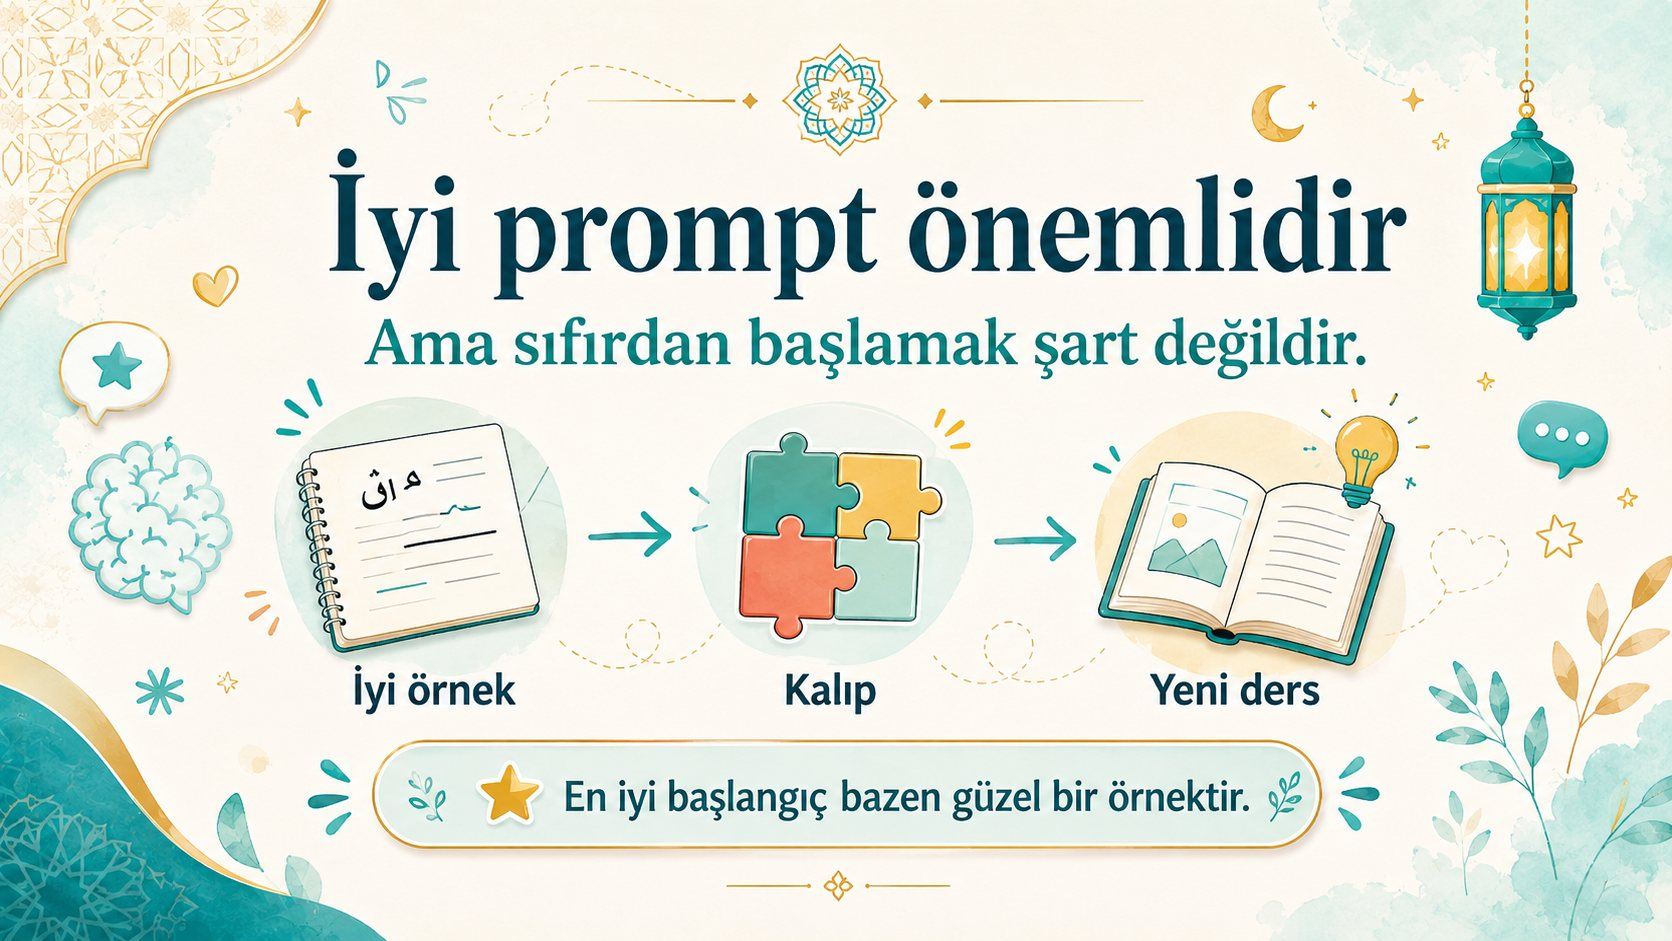 İyi prompt önemlidir
Ama sıfırdan başlamak şart değildir.
İyi örnek
Kalıp
Yeni ders
En iyi başlangıç bazen güzel bir örnektir.